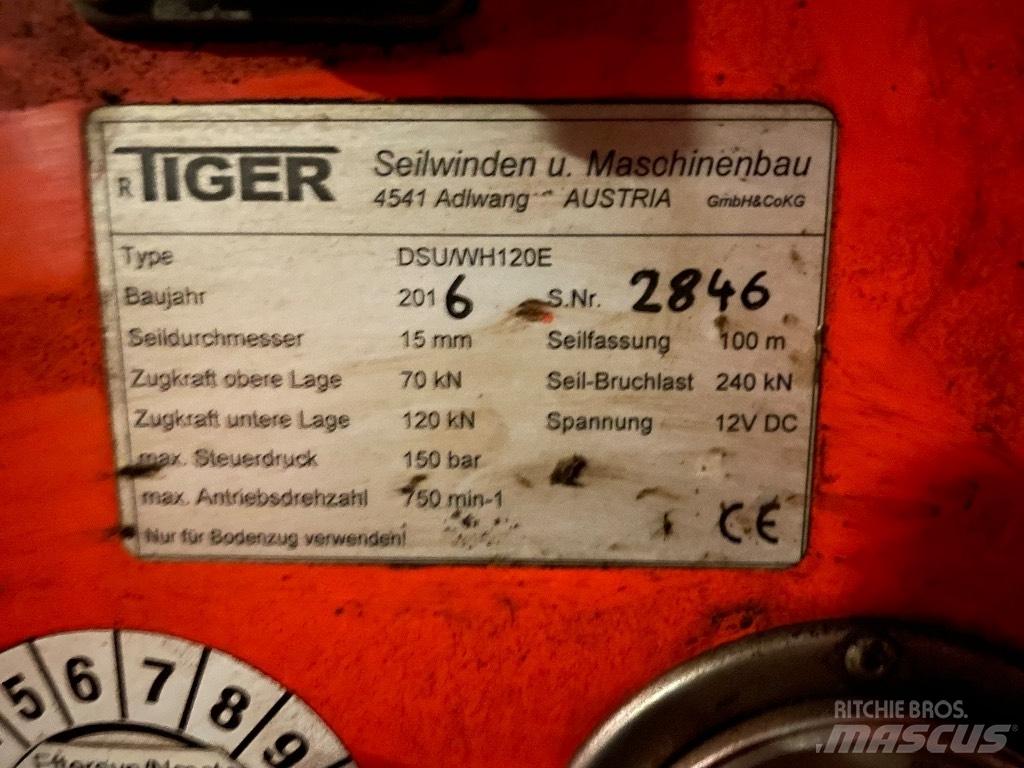 R TIGER Seilwinden u. Maschinenbau
4541 Adlwang AUSTRIA GmbH&CoKG
Type DSU/WH120E
Baujahr 2016 S.Nr. 2846
Seildurchmesser 15 mm Seilfassung 100 m
Zugkraft obere Lage 70 kN Seil-Bruchlast 240 kN
Zugkraft untere Lage 120 kN Spannung 12V DC
max. Steuerdruck 150 bar
max. Antriebsdrehzahl 750 min-1
Nur für Bodenzug verwenden!
CE
5 6 7 8 9
RITCHIE BROS.
MASCUS